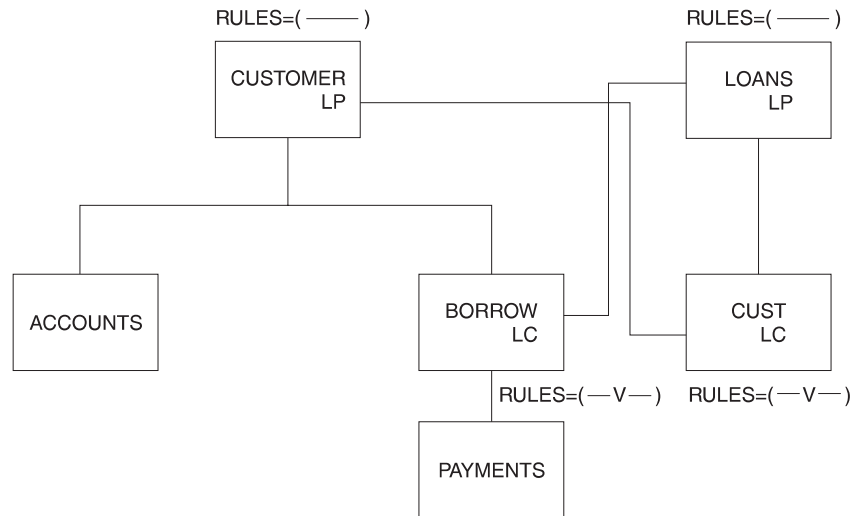 RULES=( —— )
RULES=( —— )
CUSTOMER
LP
LOANS
LP
ACCOUNTS
BORROW
LC
CUST
LC
RULES=( —V— )
RULES=( —V— )
PAYMENTS